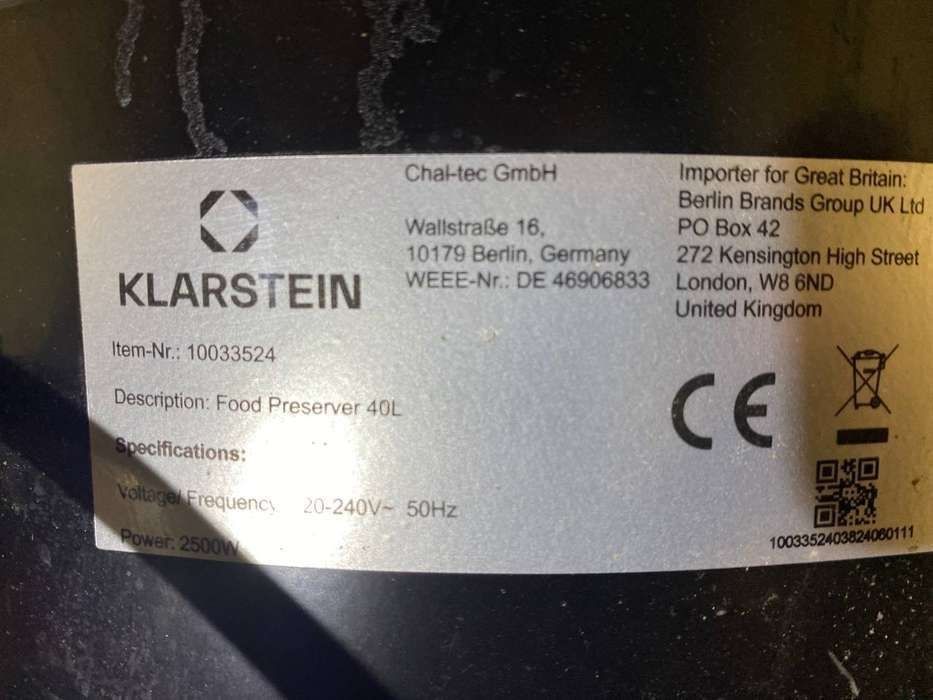 KLARSTEIN
Item-Nr.: 10033524
Description: Food Preserver 40L
Specifications:
Voltage/ Frequency 20-240V~ 50Hz
Power: 2500W
Chal-tec GmbH
Wallstraße 16,
10179 Berlin, Germany
WEEE-Nr.: DE 46906833
Importer for Great Britain:
Berlin Brands Group UK Ltd
PO Box 42
272 Kensington High Street
London, W8 6ND
United Kingdom
CE
1003352403824060111